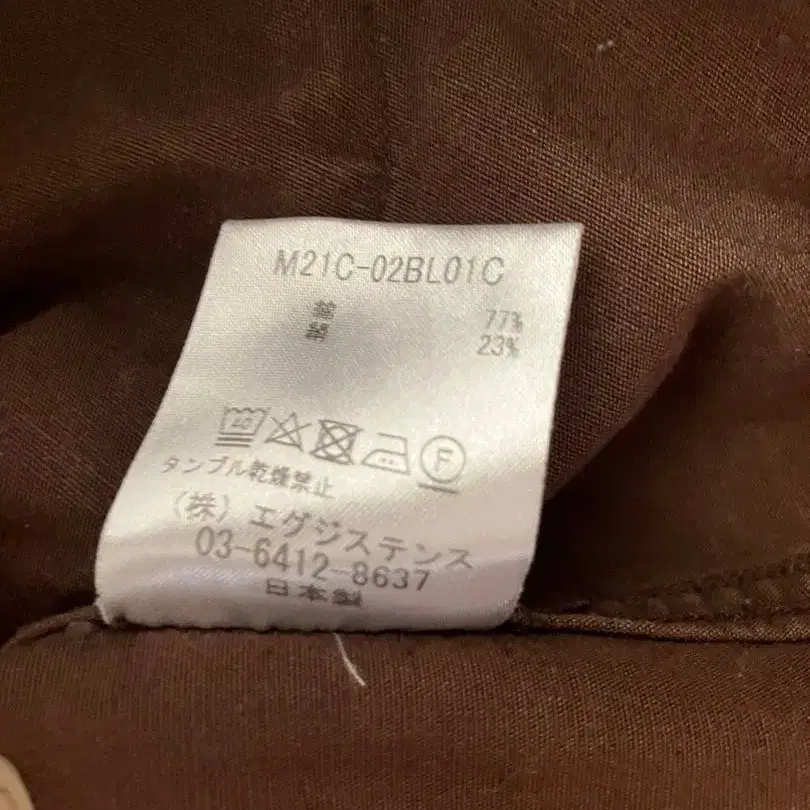 M21C-02BL01C
綿 77%
絹 23%
40
F
タンブル乾燥禁止
(株) エグジステンス
03-6412-8637
日本製